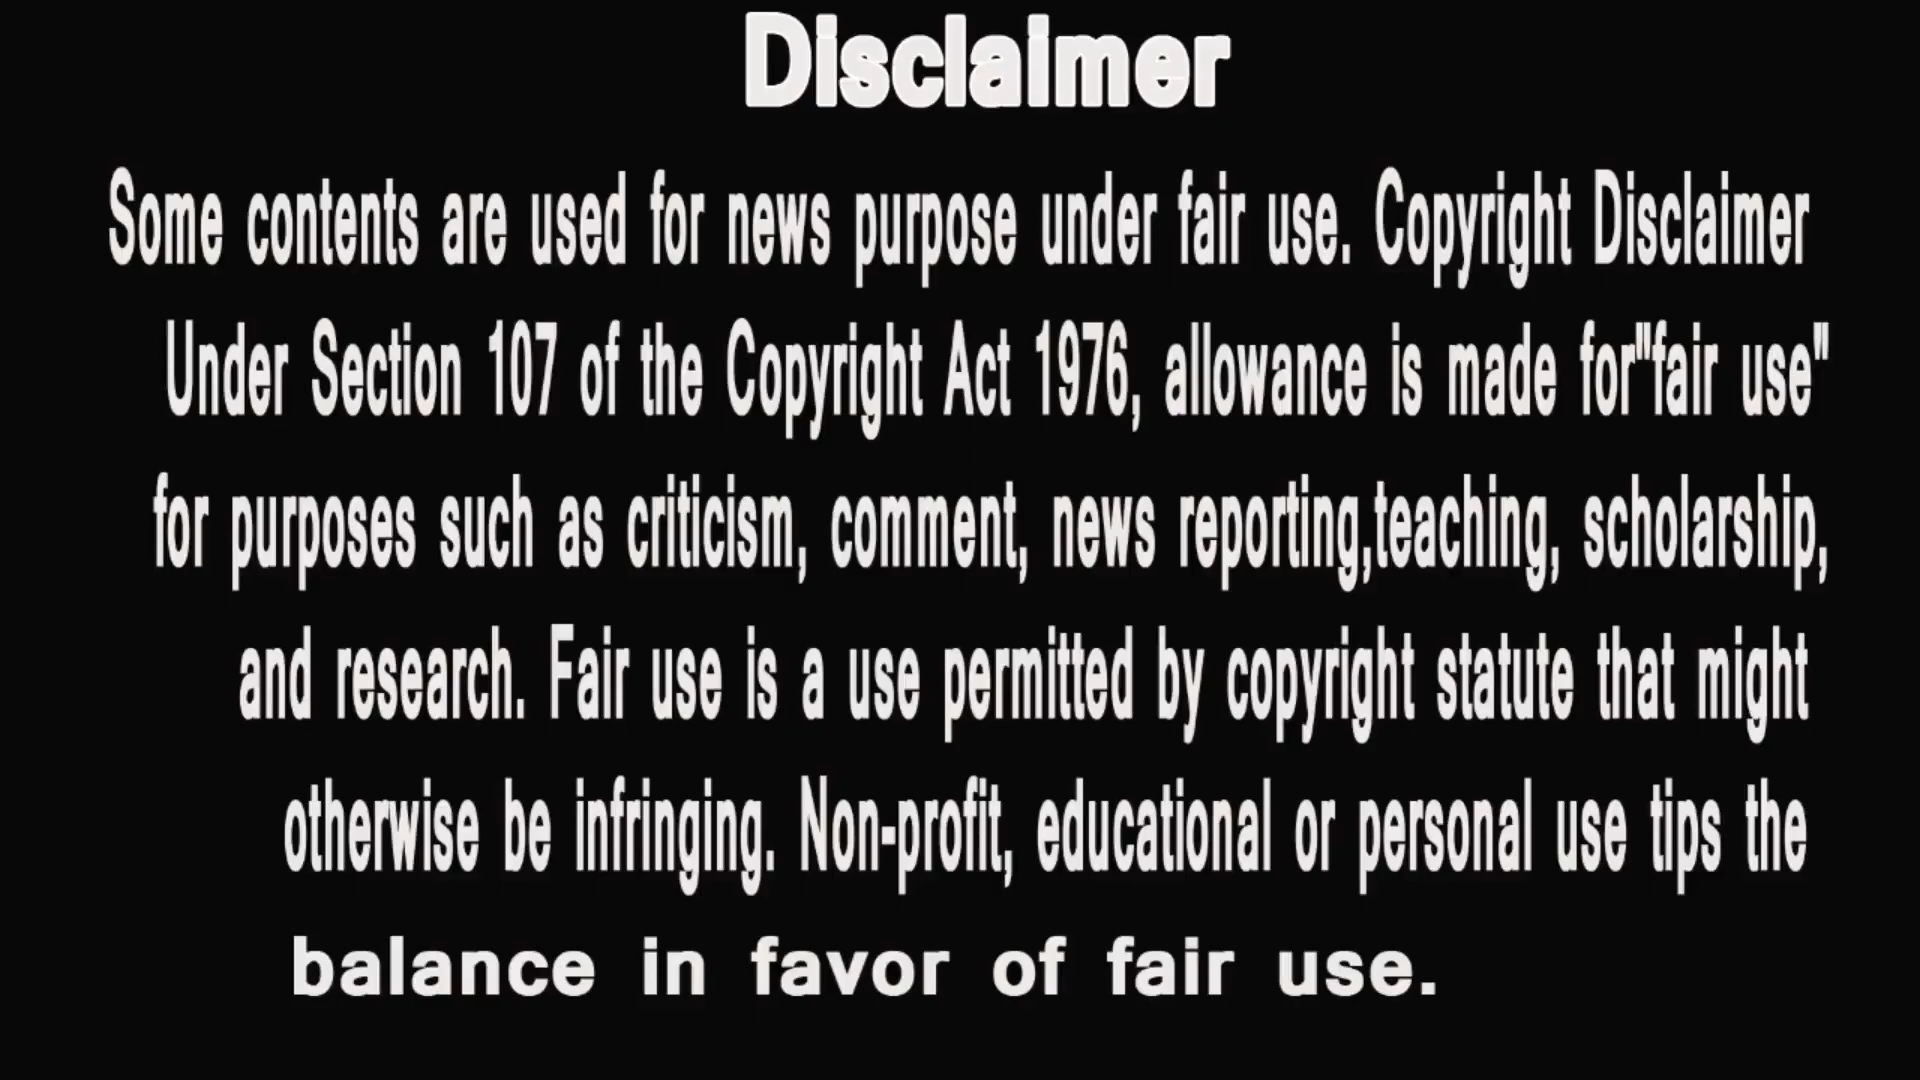 Disclaimer
Some contents are used for news purpose under fair use. Copyright Disclaimer
Under Section 107 of the Copyright Act 1976, allowance is made for"fair use"
for purposes such as criticism, comment, news reporting,teaching, scholarship,
and research. Fair use is a use permitted by copyright statute that might
otherwise be infringing. Non-profit, educational or personal use tips the
balance in favor of fair use.